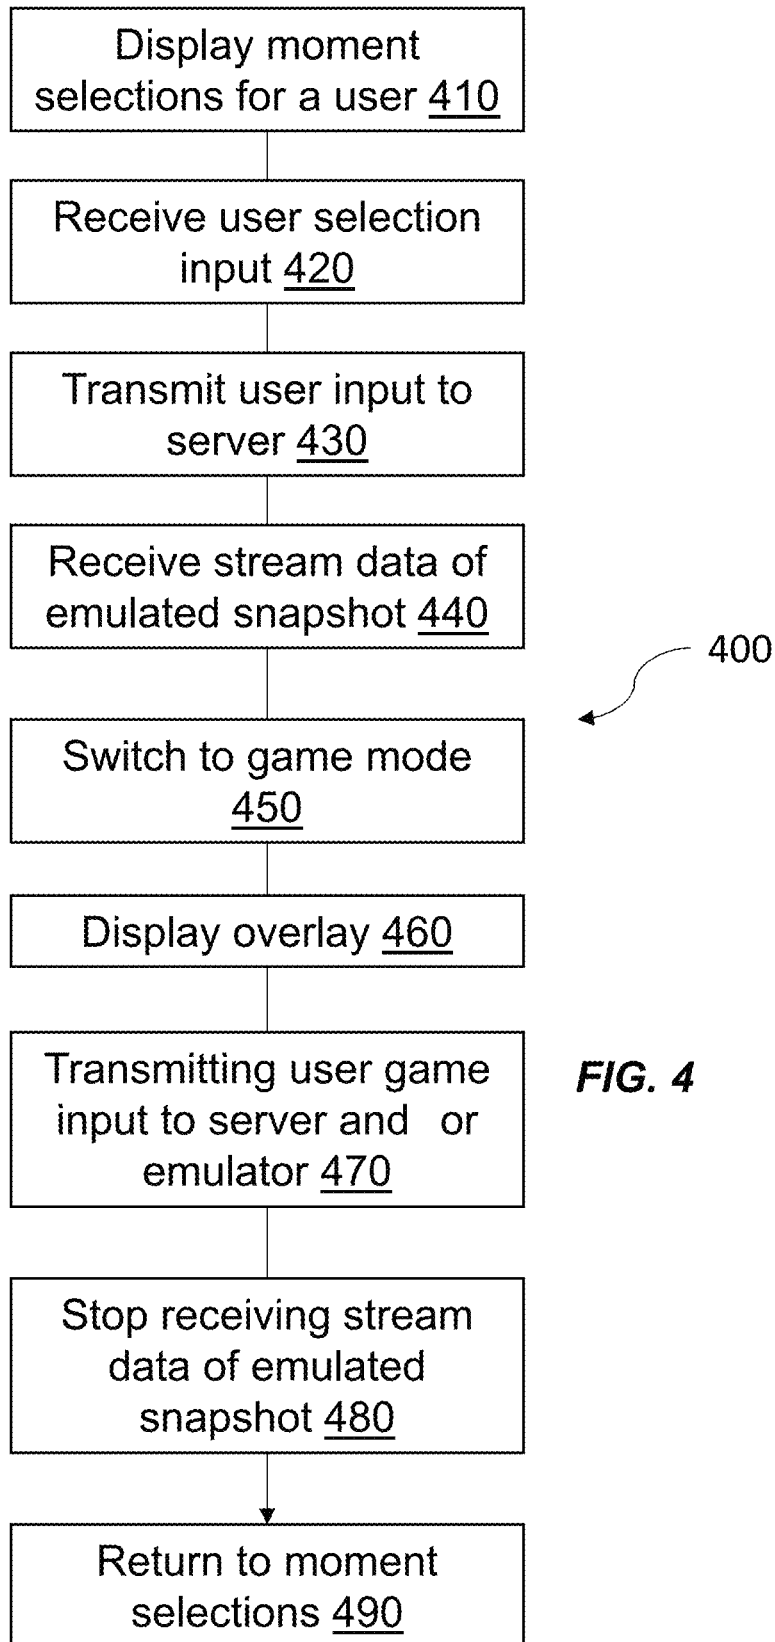 Display moment
selections for a user 410
Receive user selection
input 420
Transmit user input to
server 430
Receive stream data of
emulated snapshot 440
400
Switch to game mode
450
Display overlay 460
Transmitting user game
input to server and or
emulator 470
FIG. 4
Stop receiving stream
data of emulated
snapshot 480
Return to moment
selections 490